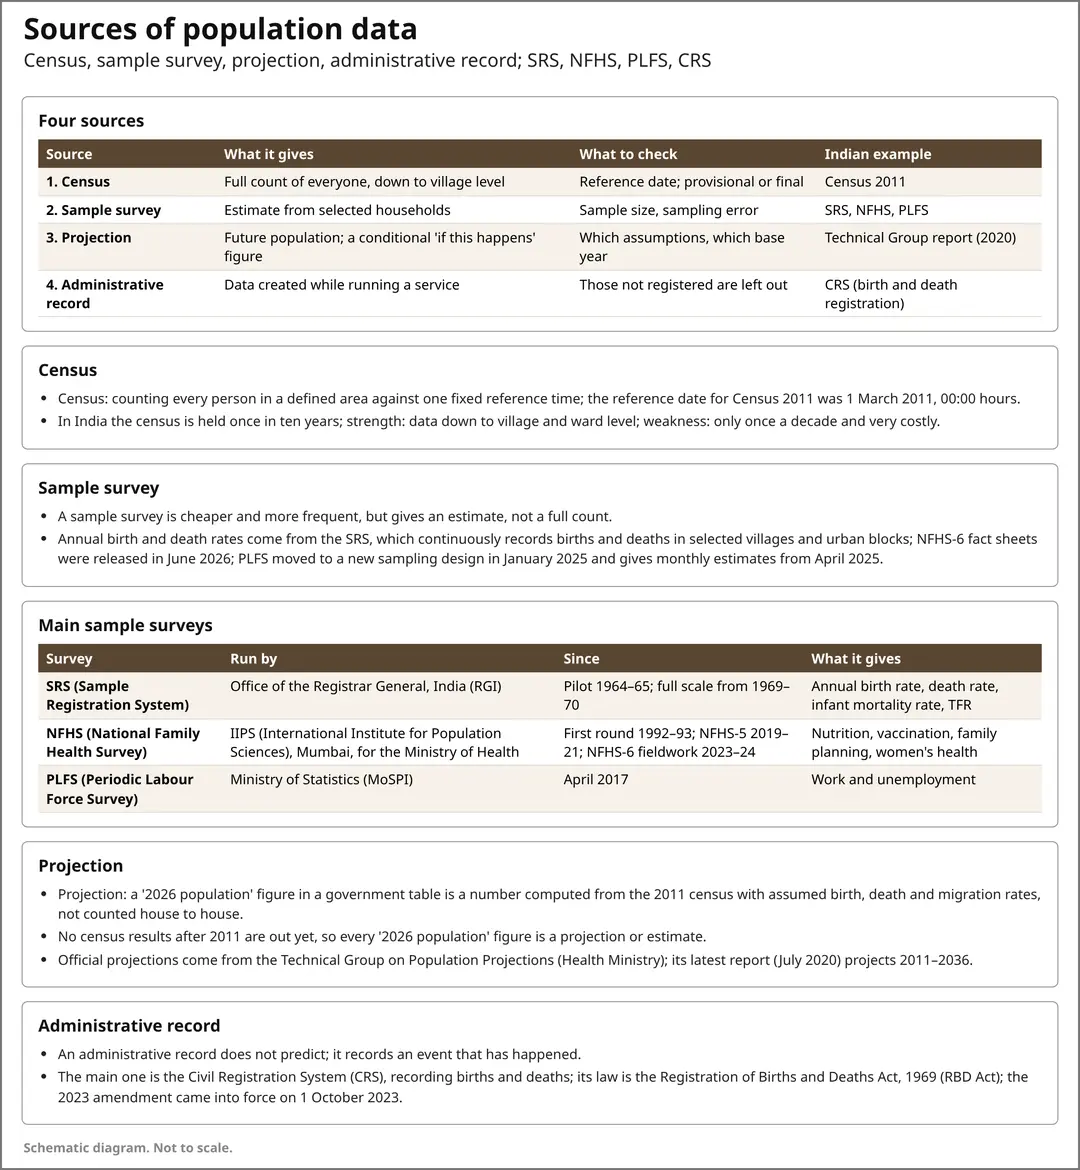 Sources of population data
Census, sample survey, projection, administrative record; SRS, NFHS, PLFS, CRS
Four sources
Source What it gives What to check Indian example
1. Census Full count of everyone, down to village level Reference date; provisional or final Census 2011
2. Sample survey Estimate from selected households Sample size, sampling error SRS, NFHS, PLFS
3. Projection Future population; a conditional 'if this happens' figure Which assumptions, which base year Technical Group report (2020)
4. Administrative record Data created while running a service Those not registered are left out CRS (birth and death registration)
Census
• Census: counting every person in a defined area against one fixed reference time; the reference date for Census 2011 was 1 March 2011, 00:00 hours.
• In India the census is held once in ten years; strength: data down to village and ward level; weakness: only once a decade and very costly.
Sample survey
• A sample survey is cheaper and more frequent, but gives an estimate, not a full count.
• Annual birth and death rates come from the SRS, which continuously records births and deaths in selected villages and urban blocks; NFHS-6 fact sheets
were released in June 2026; PLFS moved to a new sampling design in January 2025 and gives monthly estimates from April 2025.
Main sample surveys
Survey Run by Since What it gives
SRS (Sample Registration System) Office of the Registrar General, India (RGI) Pilot 1964–65; full scale from 1969–70 Annual birth rate, death rate, infant mortality rate, TFR
NFHS (National Family Health Survey) IIPS (International Institute for Population Sciences), Mumbai, for the Ministry of Health First round 1992–93; NFHS-5 2019–21; NFHS-6 fieldwork 2023–24 Nutrition, vaccination, family planning, women's health
PLFS (Periodic Labour Force Survey) Ministry of Statistics (MoSPI) April 2017 Work and unemployment
Projection
• Projection: a '2026 population' figure in a government table is a number computed from the 2011 census with assumed birth, death and migration rates,
not counted house to house.
• No census results after 2011 are out yet, so every '2026 population' figure is a projection or estimate.
• Official projections come from the Technical Group on Population Projections (Health Ministry); its latest report (July 2020) projects 2011–2036.
Administrative record
• An administrative record does not predict; it records an event that has happened.
• The main one is the Civil Registration System (CRS), recording births and deaths; its law is the Registration of Births and Deaths Act, 1969 (RBD Act); the
2023 amendment came into force on 1 October 2023.
Schematic diagram. Not to scale.